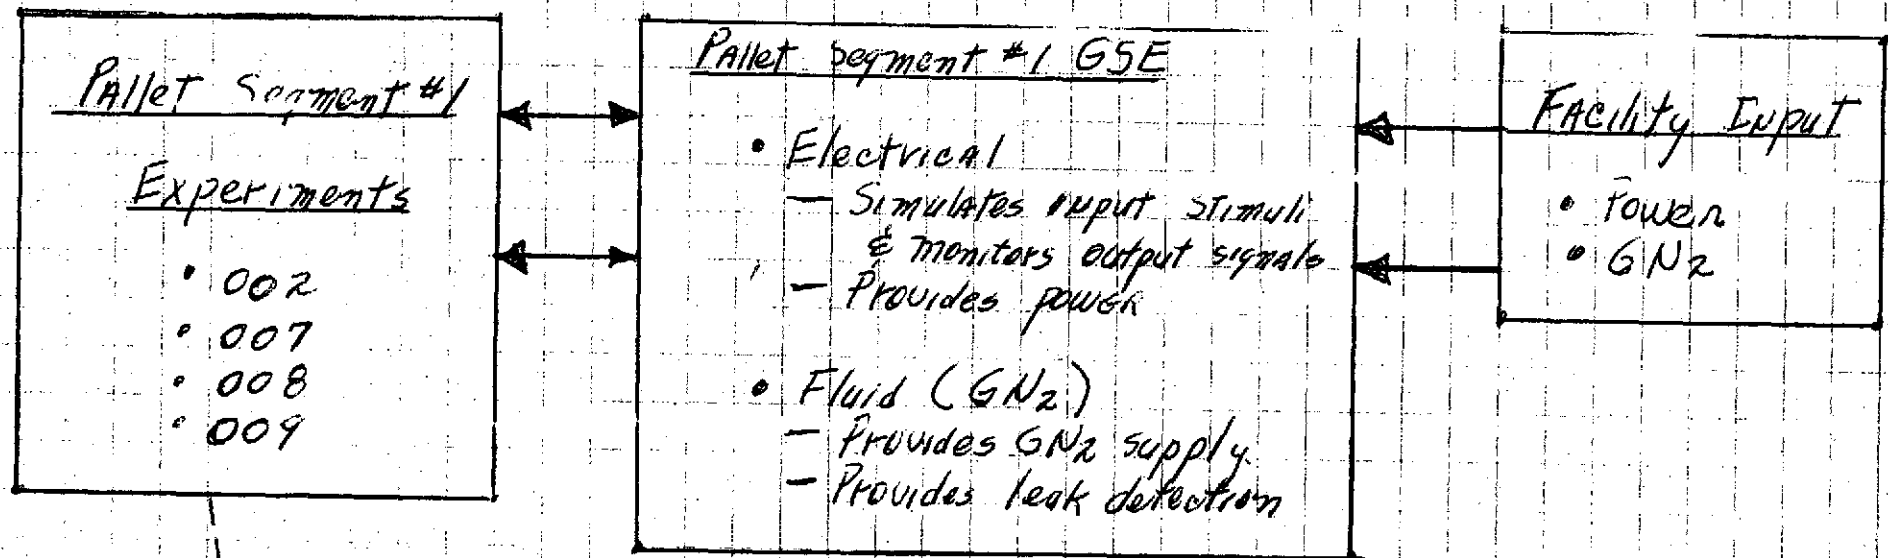 Pallet Segment #1
Experiments
• 002
• 007
• 008
• 009
Pallet Segment #1 GSE
• Electrical
— Simulates input stimuli
& monitors output signals
— Provides power
• Fluid (GN2)
— Provides GN2 supply.
— Provides leak detection
Facility Input
• Power
• GN2